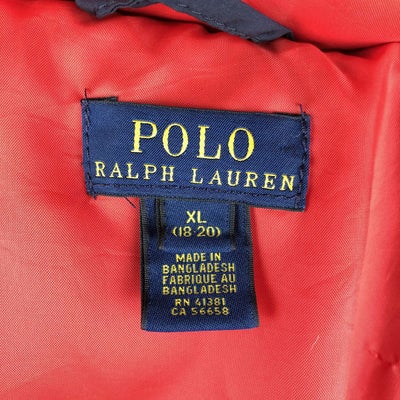 POLO
RALPH LAUREN
XL
(18-20)
MADE IN
BANGLADESH
FABRIQUE AU
BANGLADESH
RN 41381
CA 56658